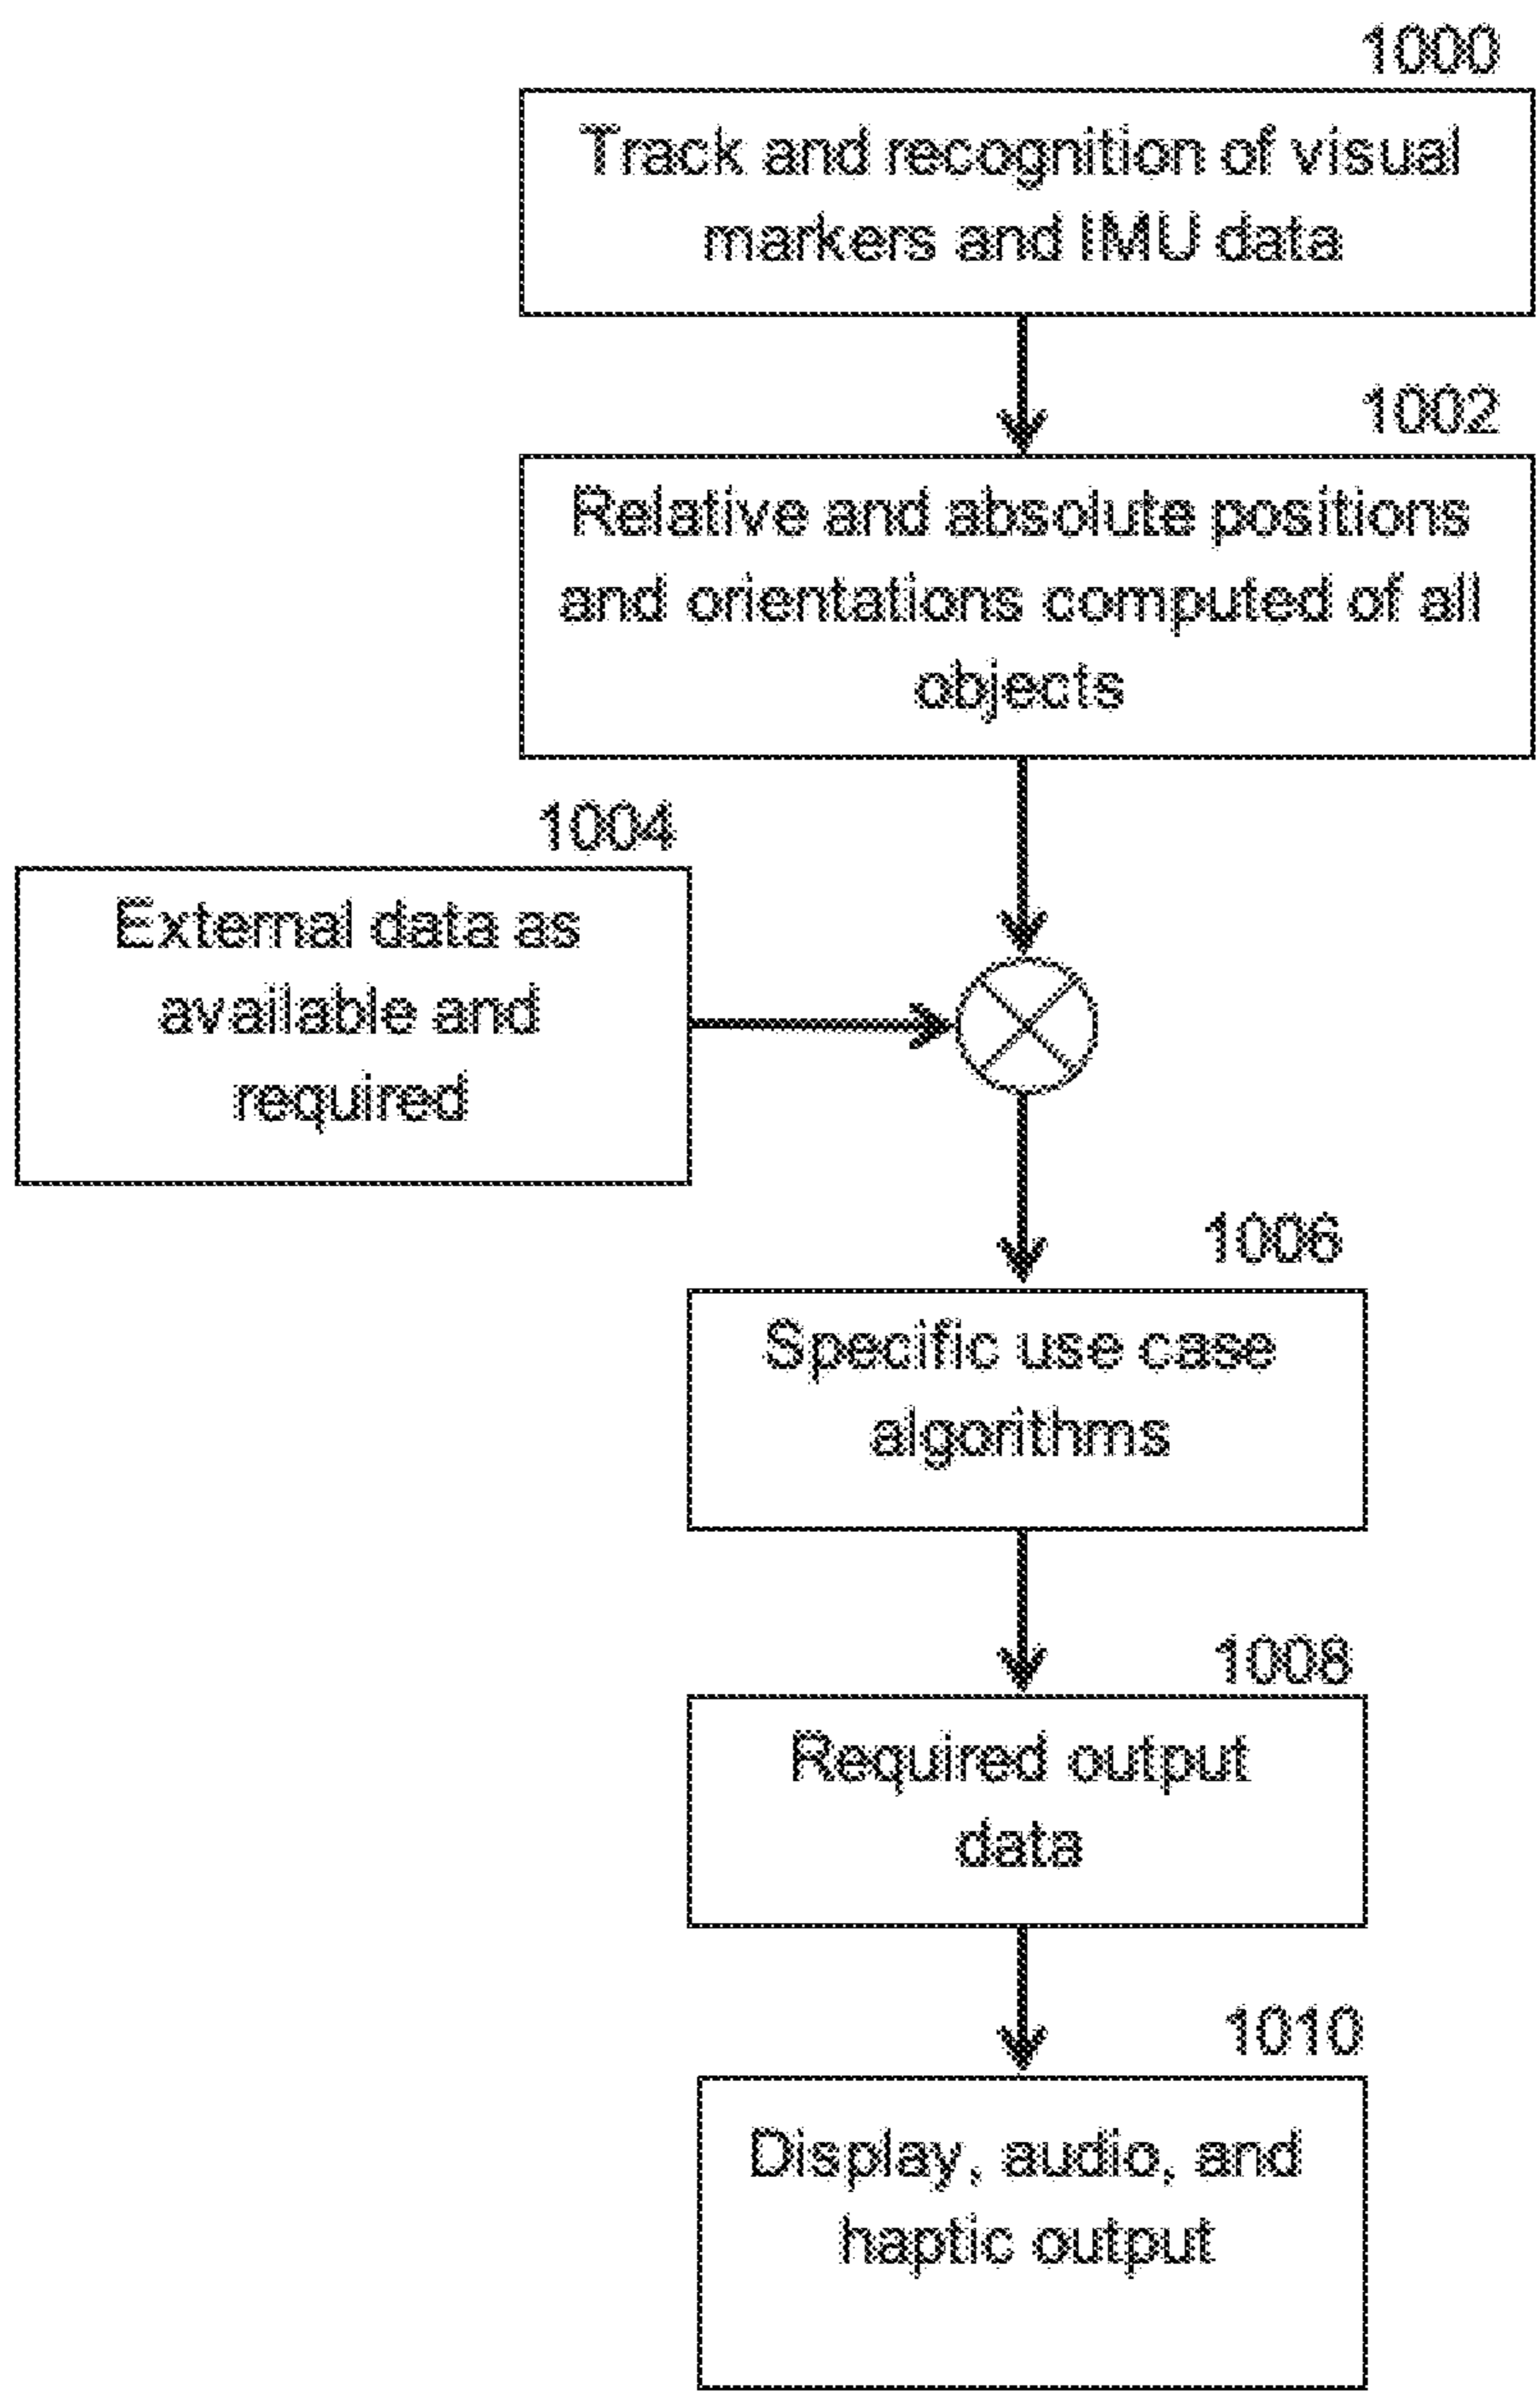 1000
Track and recognition of visual
markers and IMU data
1002
Relative and absolute positions
and orientations computed of all
objects
1004
External data as
available and
required
1006
Specific use case
algorithms
1008
Required output
data
1010
Display, audio, and
haptic output